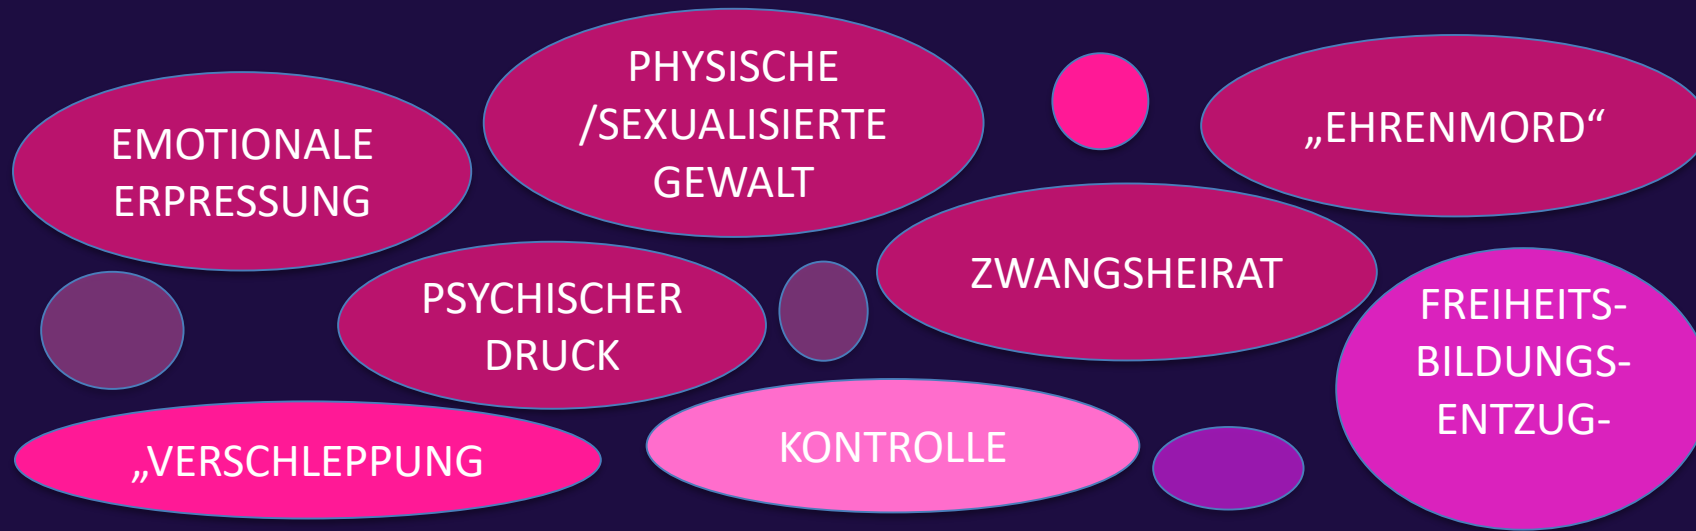 EMOTIONALE
ERPRESSUNG
PHYSISCHE
/SEXUALISIERTE
GEWALT
„EHRENMORD“
PSYCHISCHER
DRUCK
ZWANGSHEIRAT
FREIHEITS-
BILDUNGS-
ENTZUG-
„VERSCHLEPPUNG
KONTROLLE